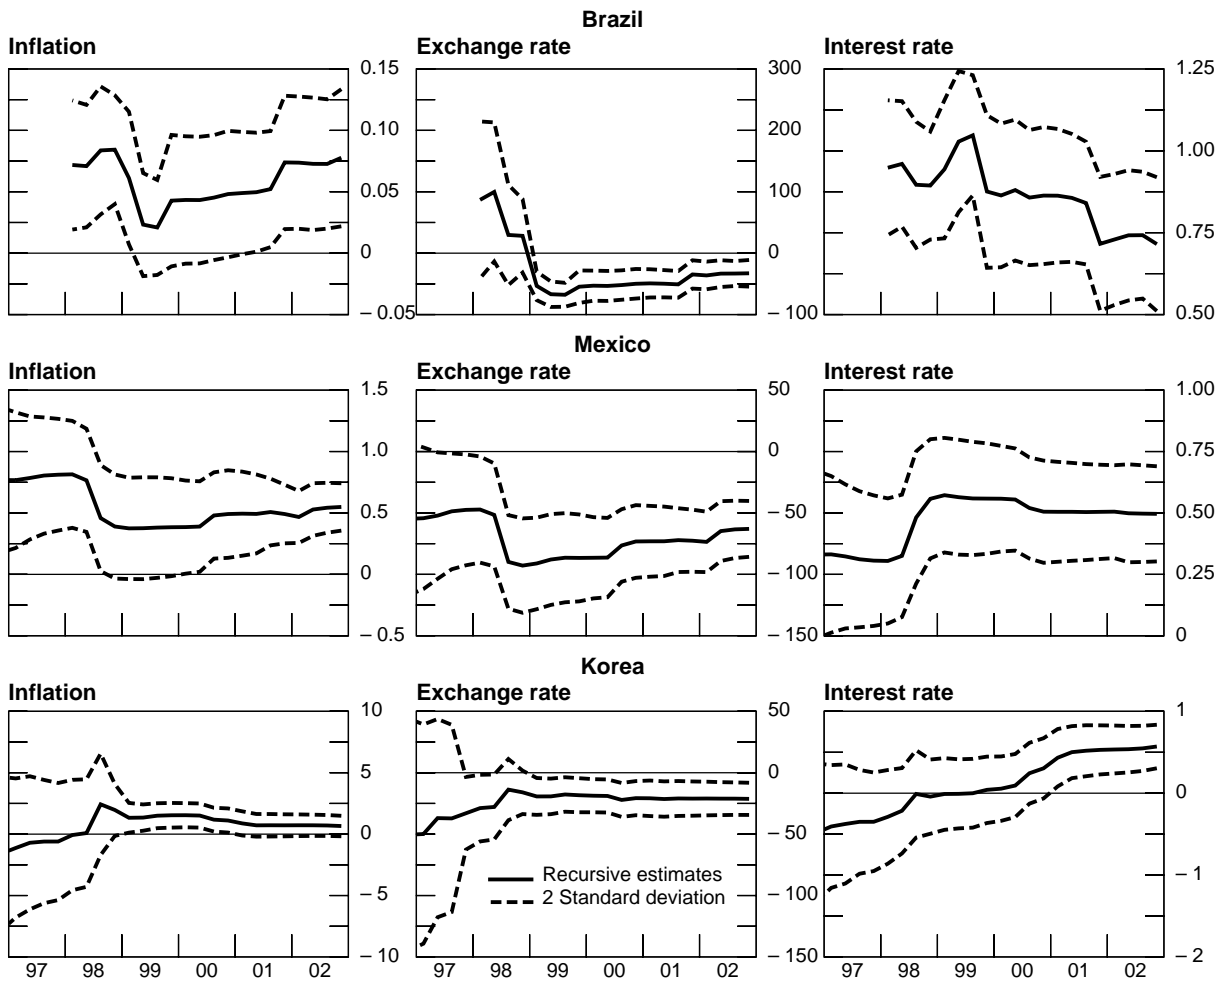 Brazil
Inflation
Exchange rate
Interest rate
0.15
0.10
0.05
0
– 0.05
300
200
100
0
– 100
1.25
1.00
0.75
0.50
Mexico
Inflation
Exchange rate
Interest rate
1.5
1.0
0.5
0
– 0.5
50
0
– 50
– 100
– 150
1.00
0.75
0.50
0.25
0
Korea
Inflation
Exchange rate
Interest rate
10
5
0
– 5
– 10
50
0
– 50
– 100
– 150
1
0
– 1
– 2
Recursive estimates
2 Standard deviation
97 98 99 00 01 02
97 98 99 00 01 02
97 98 99 00 01 02